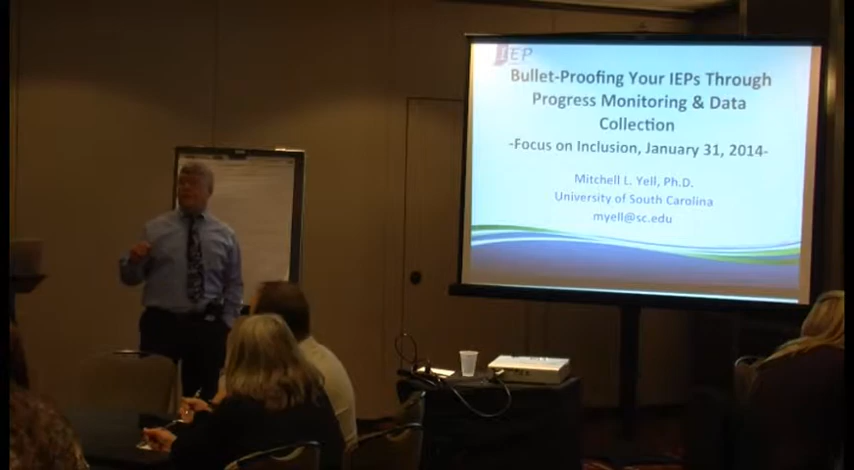 IEP
Bullet-Proofing Your IEPs Through
Progress Monitoring & Data
Collection
-Focus on Inclusion, January 31, 2014-
Mitchell L. Yell, Ph.D.
University of South Carolina
myell@sc.edu